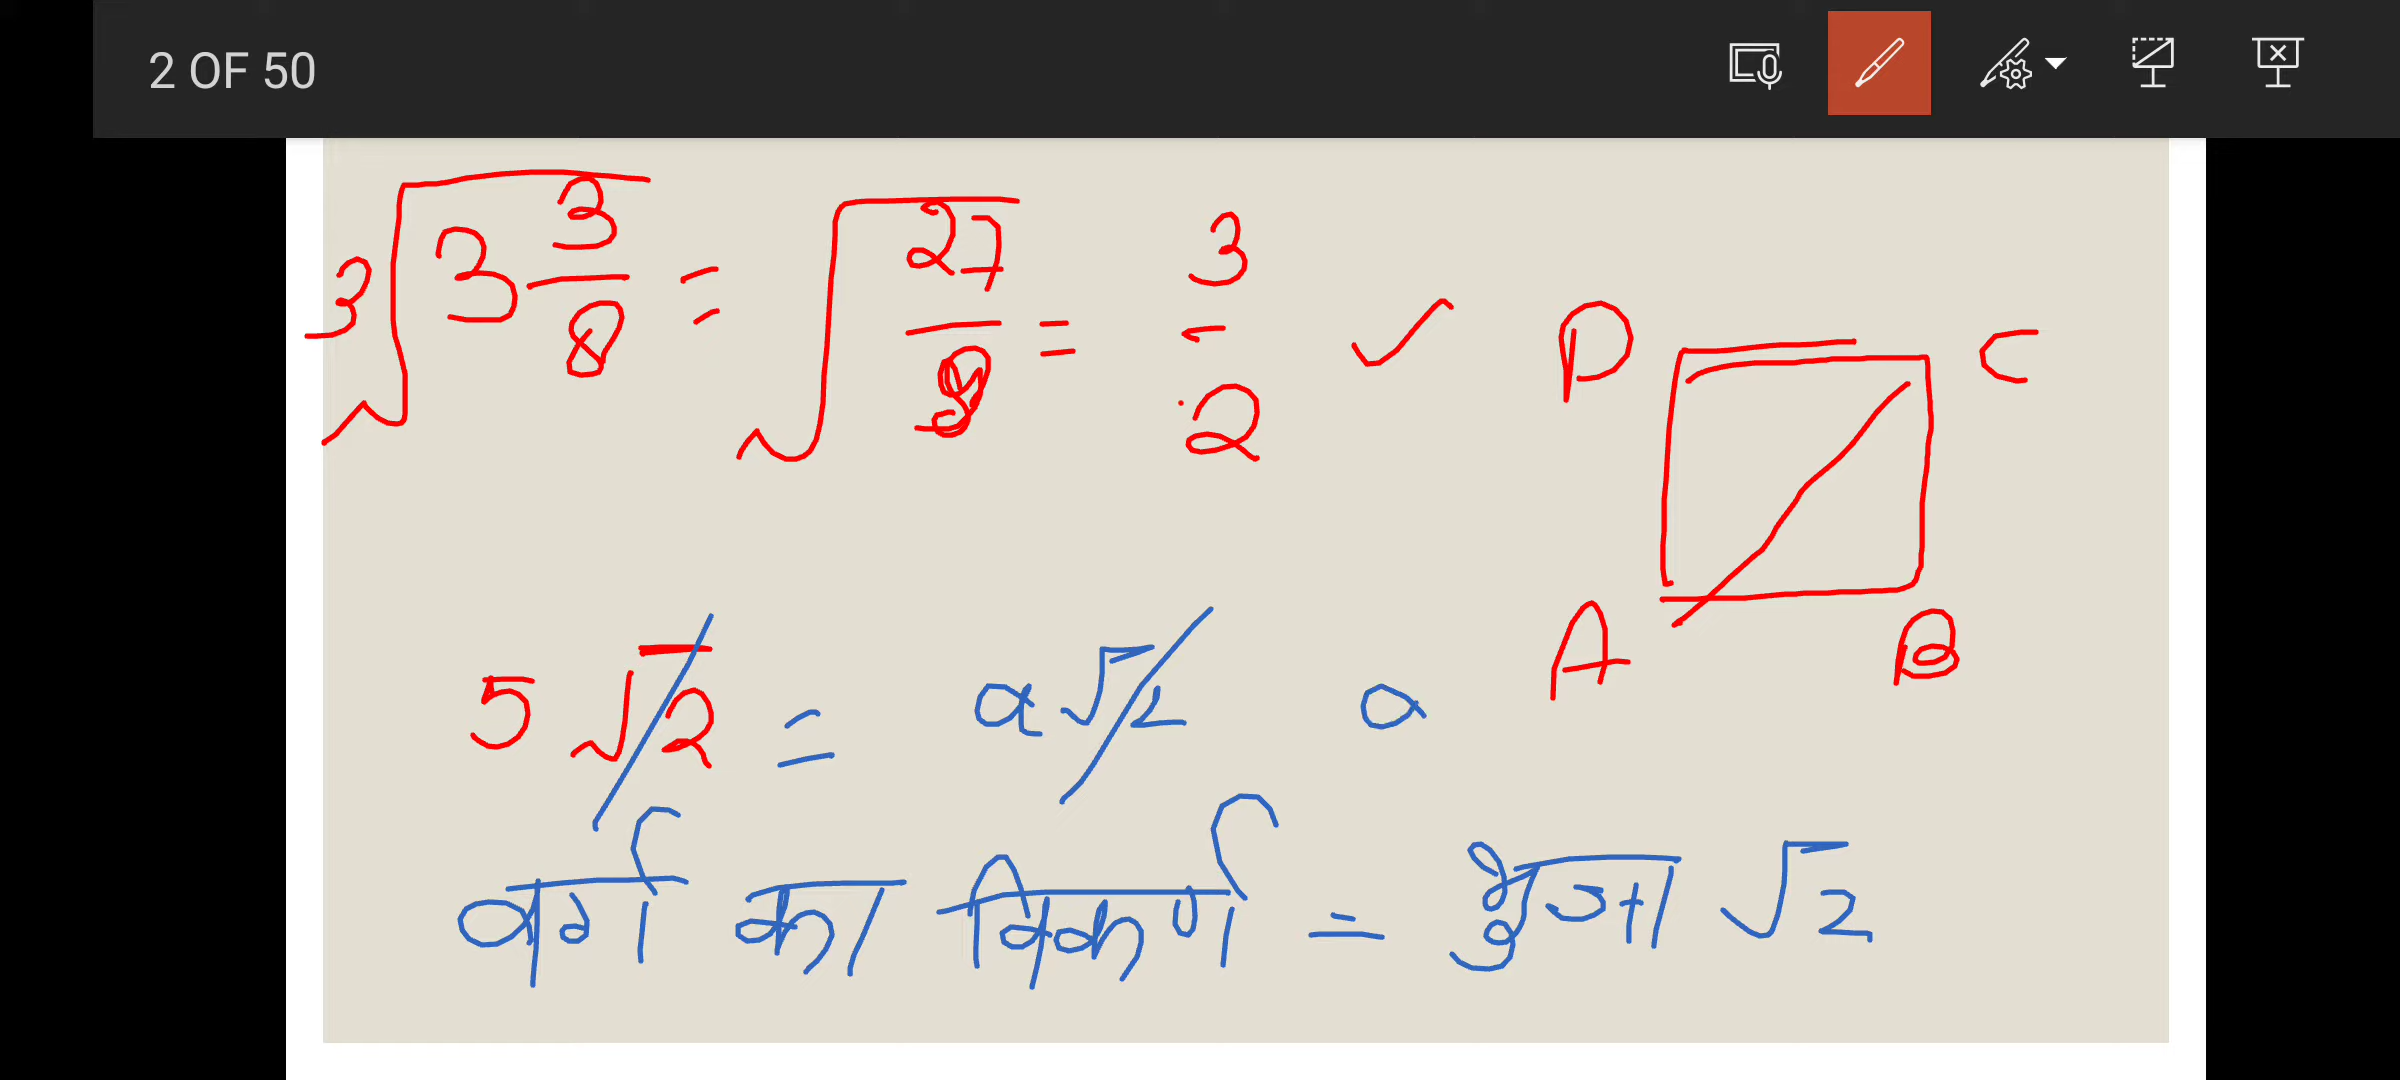 2 OF 50
∛(3 3/8) = √(27/8) = 3/2 ✓
D C
A B
5√2 = a√2 a
वर्ग का विकर्ण = भुजा √2